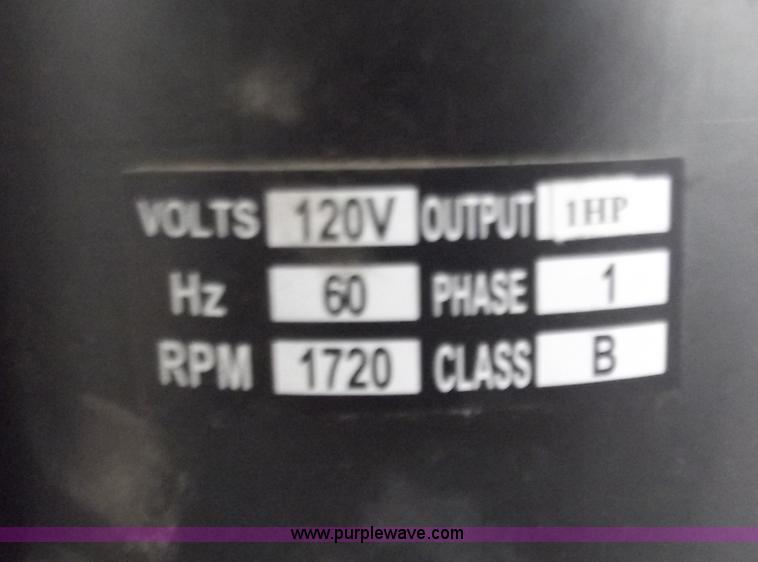 VOLTS 120V OUTPUT 1HP
Hz 60 PHASE 1
RPM 1720 CLASS B
www.purplewave.com